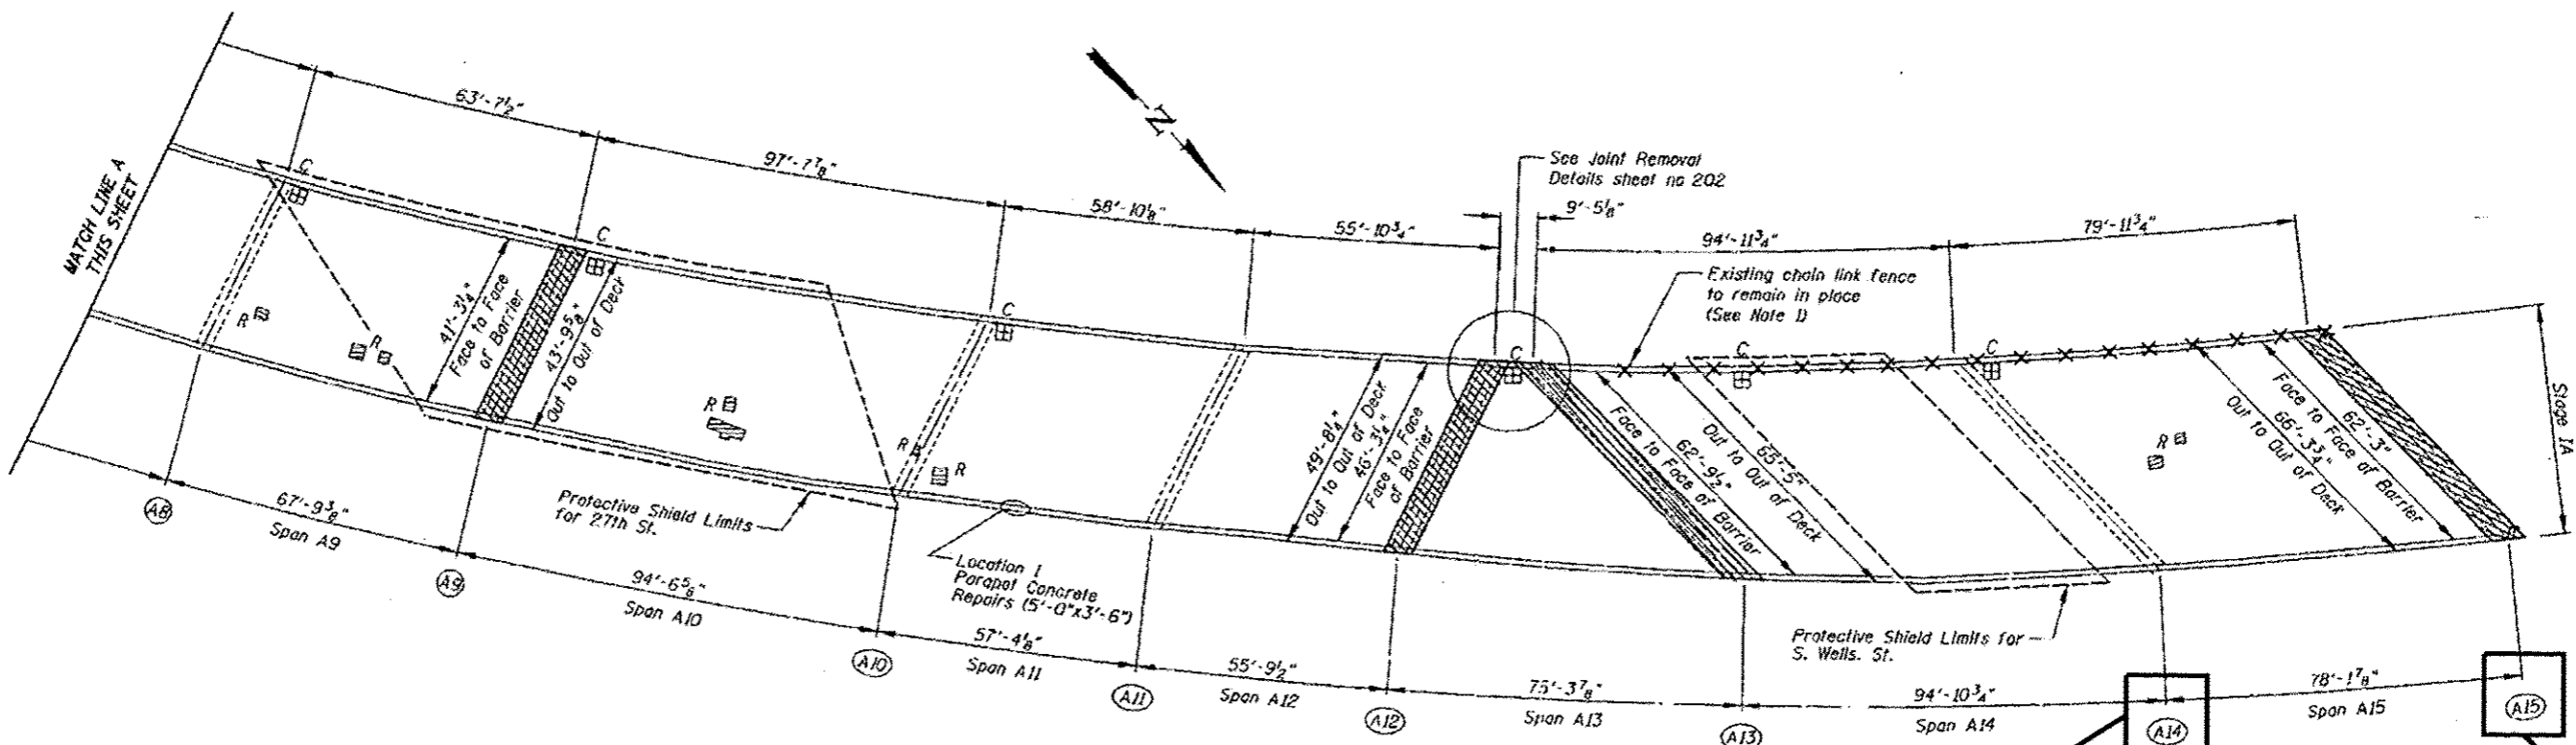 MATCH LINE A
THIS SHEET
63'-7½"
97'-7⅞"
58'-10⅛"
55'-10¾"
9'-5⅛"
94'-11¾"
79'-11¾"
N
See Joint Removal
Details sheet no 202
Existing chain link fence
to remain in place
(See Note 1)
C
C
C
C
C
C
R
R
R
R
R
R
41'-3¼"
Face to Face
of Barrier
43'-9⅝"
Out to Out of Deck
49'-8¼"
Out to Out of Deck
46'-3¼"
Face to Face
of Barrier
62'-9½"
Face to Face of Barrier
65'-5"
Out to Out of Deck
62'-3"
Face to Face of Barrier
66'-3¾"
Out to Out of Deck
Stage 1A
Protective Shield Limits
for 27th St.
Location 1
Parapet Concrete
Repairs (5'-0"x3'-6")
Protective Shield Limits for
S. Wells. St.
67'-9⅜"
Span A9
94'-6⅝"
Span A10
57'-4⅛"
Span A11
55'-9½"
Span A12
75'-3⅞"
Span A13
94'-10¾"
Span A14
78'-1⅞"
Span A15
A8
A9
A10
A11
A12
A13
A14
A15